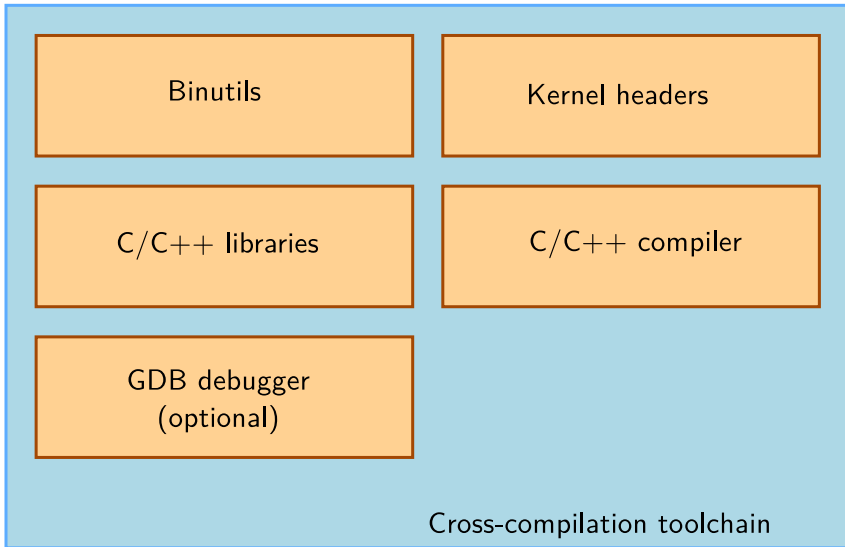 Binutils
Kernel headers
C/C++ libraries
C/C++ compiler
GDB debugger
(optional)
Cross-compilation toolchain